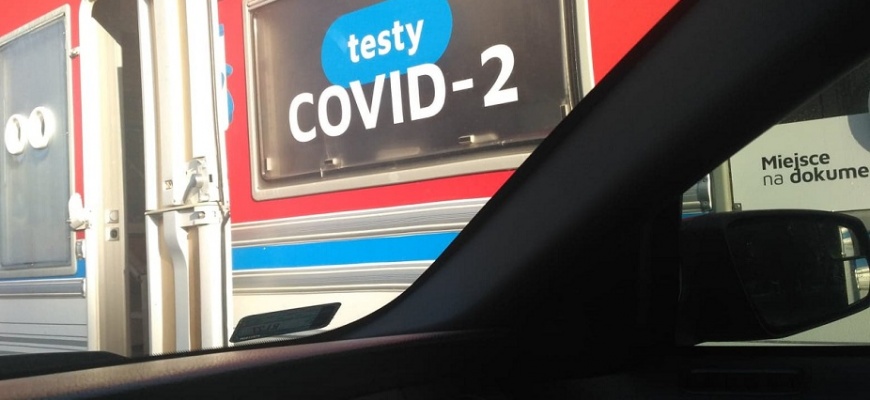 testy
COVID-2
Miejsce
na dokume